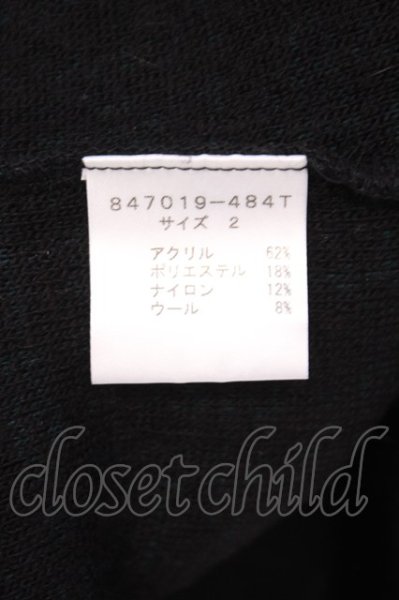 847019-484T
サイズ 2
アクリル 62%
ポリエステル 18%
ナイロン 12%
ウール 8%
closet child